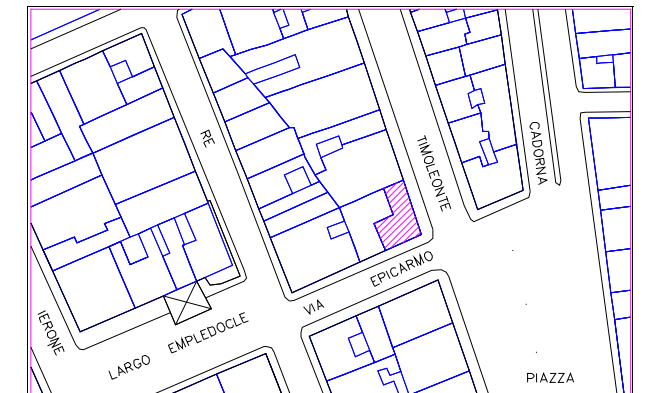 RE
TIMOLEONTE
CADORNA
VIA EPICARMO
IERONE
LARGO EMPLEDOCLE
PIAZZA